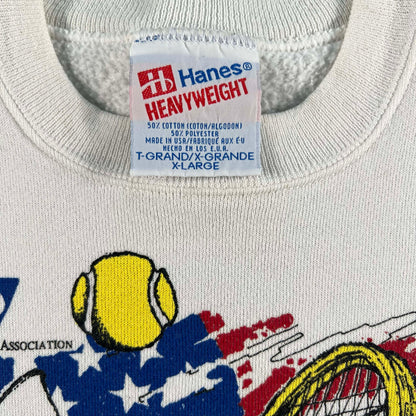 Hanes®
HEAVYWEIGHT
50% COTTON (COTON/ALGODON)
50% POLYESTER
MADE IN USA/FABRIQUÉ AUX É-U
HECHO EN LOS E.U.A.
T-GRAND/X-GRANDE
X-LARGE
ASSOCIATION